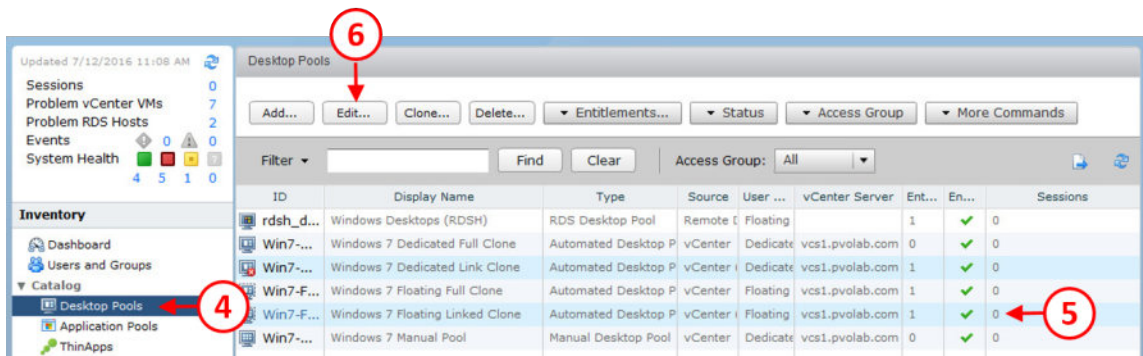 6
Updated 7/12/2016 11:08 AM
Sessions 0
Problem vCenter VMs 7
Problem RDS Hosts 2
Events 0 0
System Health
4 5 1 0
Inventory
Dashboard
Users and Groups
Catalog
Desktop Pools
4
Application Pools
ThinApps
Desktop Pools
Add... Edit... Clone... Delete... Entitlements... Status Access Group More Commands
Filter Find Clear Access Group: All
ID Display Name Type Source User ... vCenter Server Ent... En... Sessions
rdsh_d... Windows Desktops (RDSH) RDS Desktop Pool Remote D Floating 1 0
Win7-... Windows 7 Dedicated Full Clone Automated Desktop P vCenter Dedicate vcs1.pvolab.com 0 0
Win7-... Windows 7 Dedicated Link Clone Automated Desktop P vCenter ( Dedicate vcs1.pvolab.com 1 0
Win7-F... Windows 7 Floating Full Clone Automated Desktop P vCenter Floating vcs1.pvolab.com 1 0
Win7-F... Windows 7 Floating Linked Clone Automated Desktop P vCenter ( Floating vcs1.pvolab.com 1 0
5
Win7-... Windows 7 Manual Pool Manual Desktop Pool vCenter Dedicate vcs1.pvolab.com 0 0